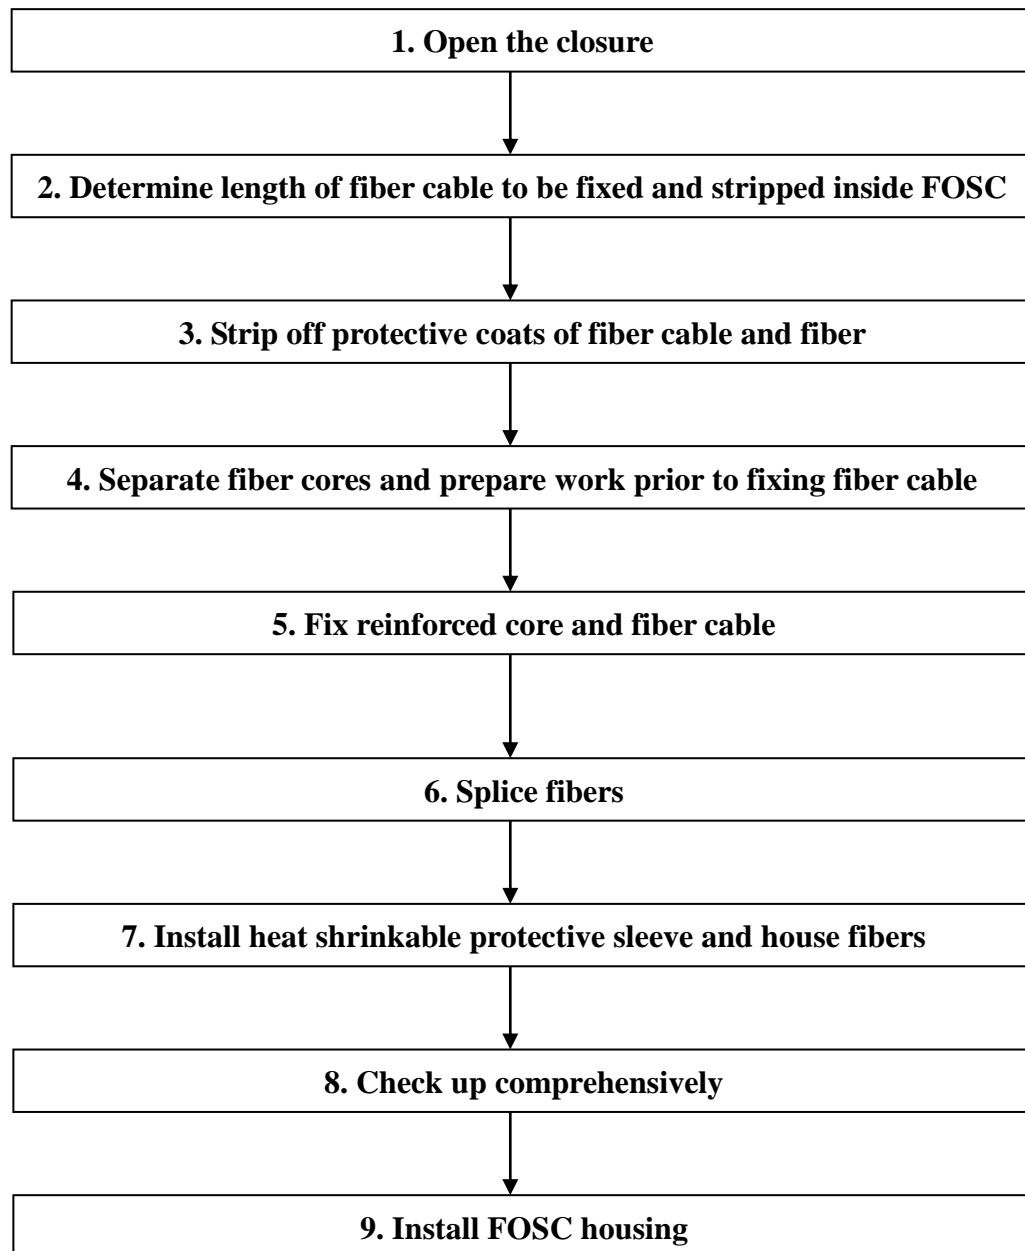 1. Open the closure
2. Determine length of fiber cable to be fixed and stripped inside FOSC
3. Strip off protective coats of fiber cable and fiber
4. Separate fiber cores and prepare work prior to fixing fiber cable
5. Fix reinforced core and fiber cable
6. Splice fibers
7. Install heat shrinkable protective sleeve and house fibers
8. Check up comprehensively
9. Install FOSC housing